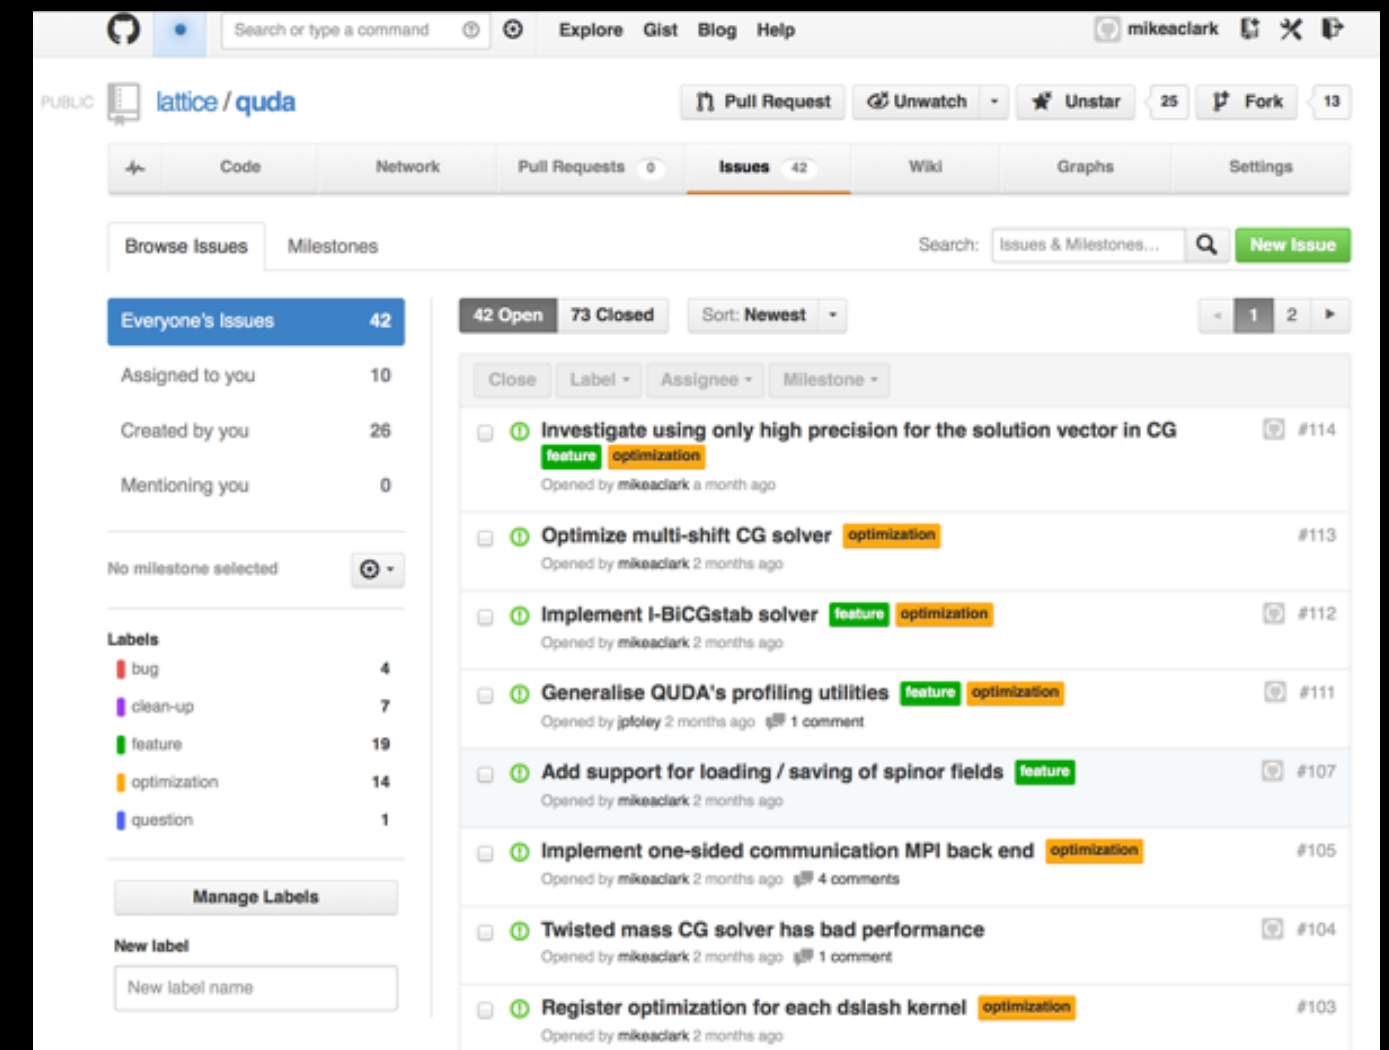 Search or type a command
Explore Gist Blog Help
mikeaclark
PUBLIC
lattice / quda
Pull Request
Unwatch
Unstar 25
Fork 13
Code
Network
Pull Requests 0
Issues 42
Wiki
Graphs
Settings
Browse Issues
Milestones
Search: Issues & Milestones...
New Issue
Everyone's Issues 42
Assigned to you 10
Created by you 26
Mentioning you 0
No milestone selected
Labels
bug 4
clean-up 7
feature 19
optimization 14
question 1
Manage Labels
New label
New label name
42 Open 73 Closed
Sort: Newest
1 2
Close Label Assignee Milestone
Investigate using only high precision for the solution vector in CG #114
feature optimization
Opened by mikeaclark a month ago
Optimize multi-shift CG solver optimization #113
Opened by mikeaclark 2 months ago
Implement l-BiCGstab solver feature optimization #112
Opened by mikeaclark 2 months ago
Generalise QUDA's profiling utilities feature optimization #111
Opened by jpfoley 2 months ago 1 comment
Add support for loading / saving of spinor fields feature #107
Opened by mikeaclark 2 months ago
Implement one-sided communication MPI back end optimization #105
Opened by mikeaclark 2 months ago 4 comments
Twisted mass CG solver has bad performance #104
Opened by mikeaclark 2 months ago 1 comment
Register optimization for each dslash kernel optimization #103
Opened by mikeaclark 2 months ago